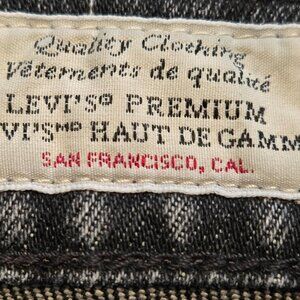 Quality Clothing
Vêtements de qualité
LEVI'S® PREMIUM
VI'Sᴹᴰ HAUT DE GAMM
SAN FRANCISCO, CAL.